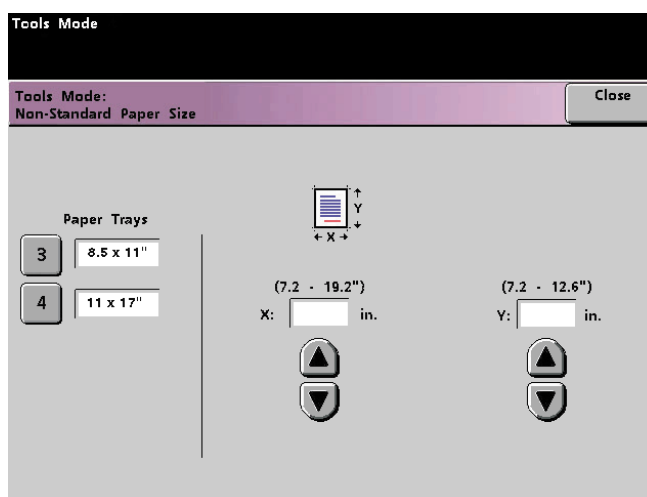 Tools Mode
Tools Mode:
Non-Standard Paper Size
Close
Paper Trays
3
8.5 x 11"
4
11 x 17"
Y
X
(7.2 - 19.2")
X:
in.
(7.2 - 12.6")
Y:
in.